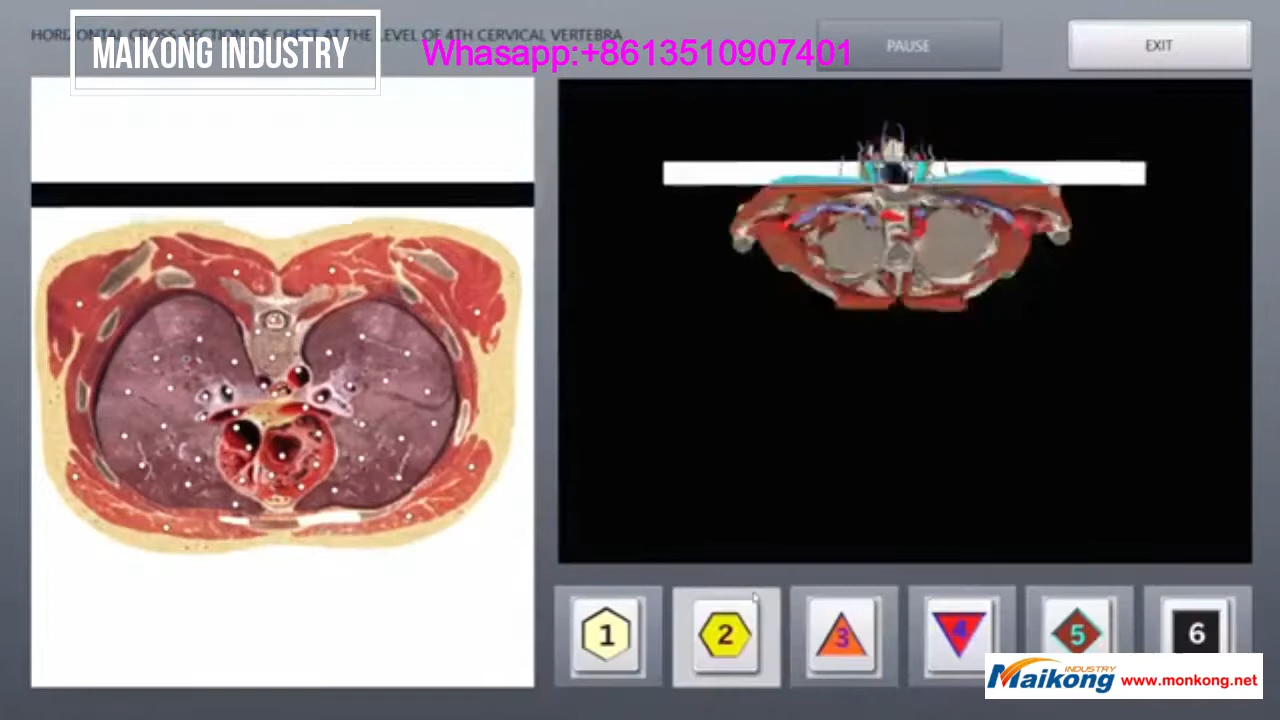 HORIZONTAL CROSS-SECTION OF CHEST AT THE LEVEL OF 4TH CERVICAL VERTEBRA
MAIKONG INDUSTRY
Whasapp:+8613510907401
PAUSE
EXIT
1
2
3
4
5
6
INDUSTRY
Maikong www.monkong.net